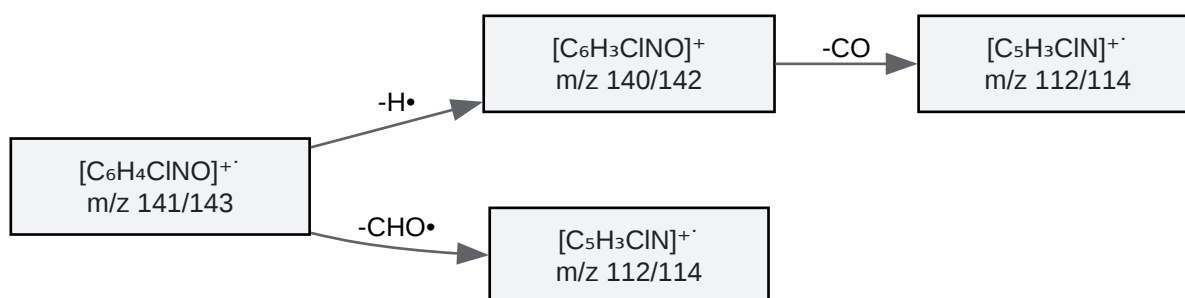 [C₆H₃ClNO]⁺
m/z 140/142
-CO
[C₅H₃ClN]⁺˙
m/z 112/114
-H•
[C₆H₄ClNO]⁺˙
m/z 141/143
-CHO•
[C₅H₃ClN]⁺˙
m/z 112/114